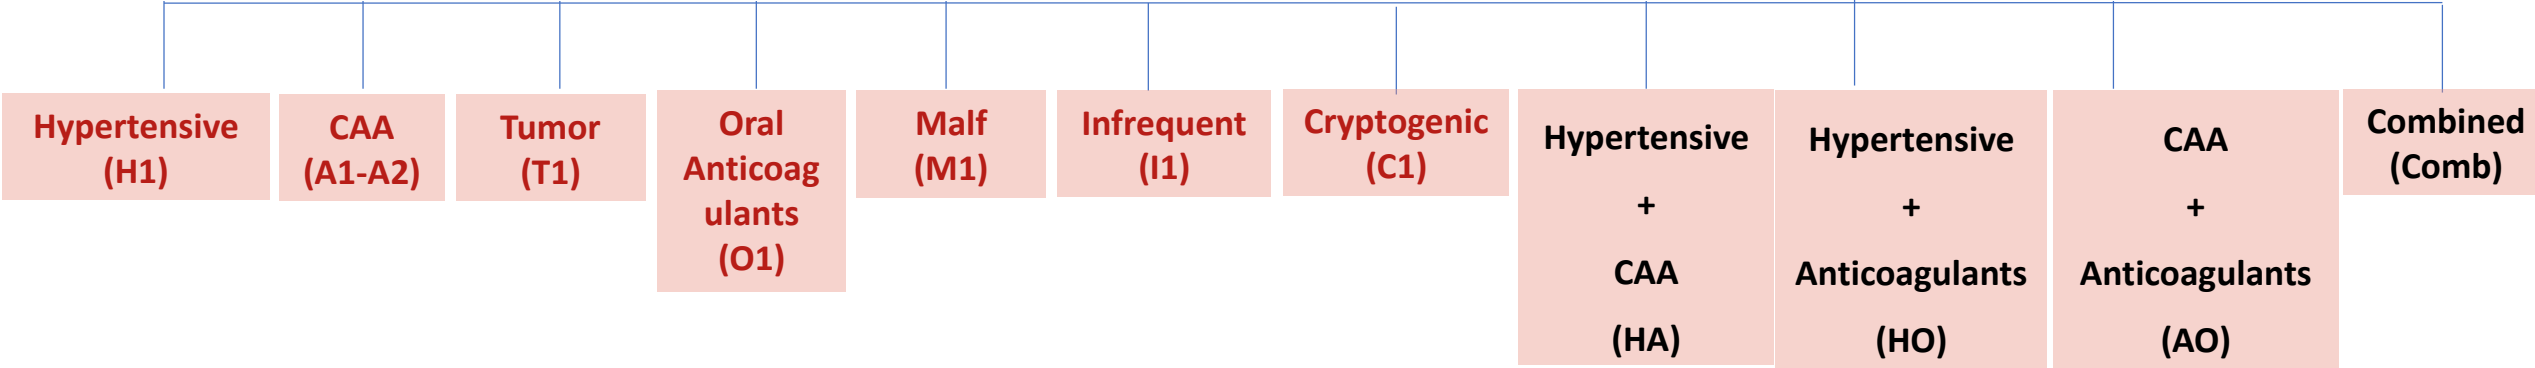 Hypertensive
(H1)
CAA
(A1-A2)
Tumor
(T1)
Oral
Anticoag
ulants
(O1)
Malf
(M1)
Infrequent
(I1)
Cryptogenic
(C1)
Hypertensive
+
CAA
(HA)
Hypertensive
+
Anticoagulants
(HO)
CAA
+
Anticoagulants
(AO)
Combined
(Comb)